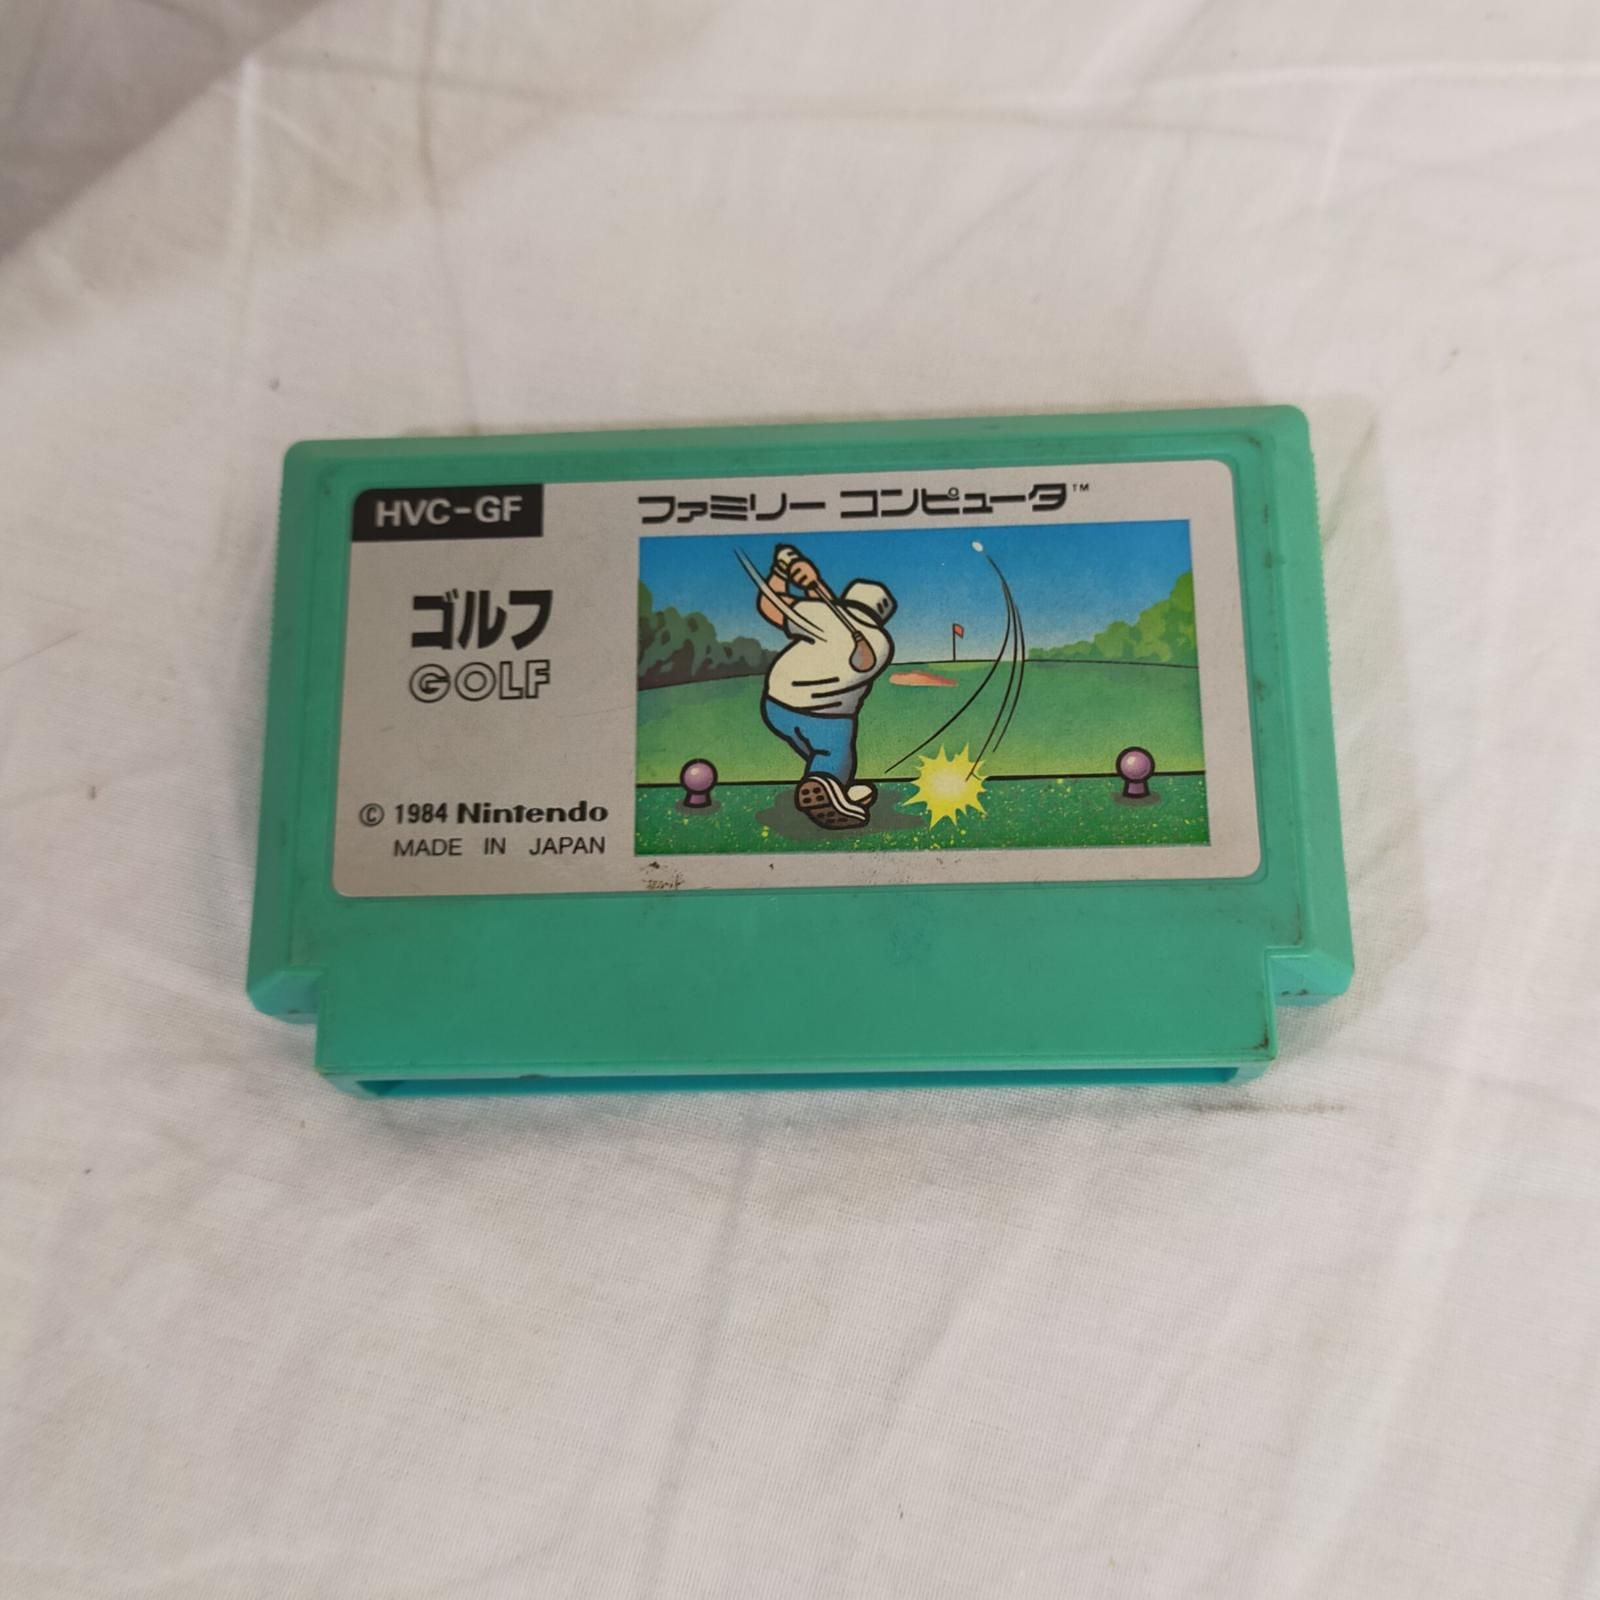 HVC-GF
ファミリー コンピュータ™
ゴルフ
GOLF
© 1984 Nintendo
MADE IN JAPAN